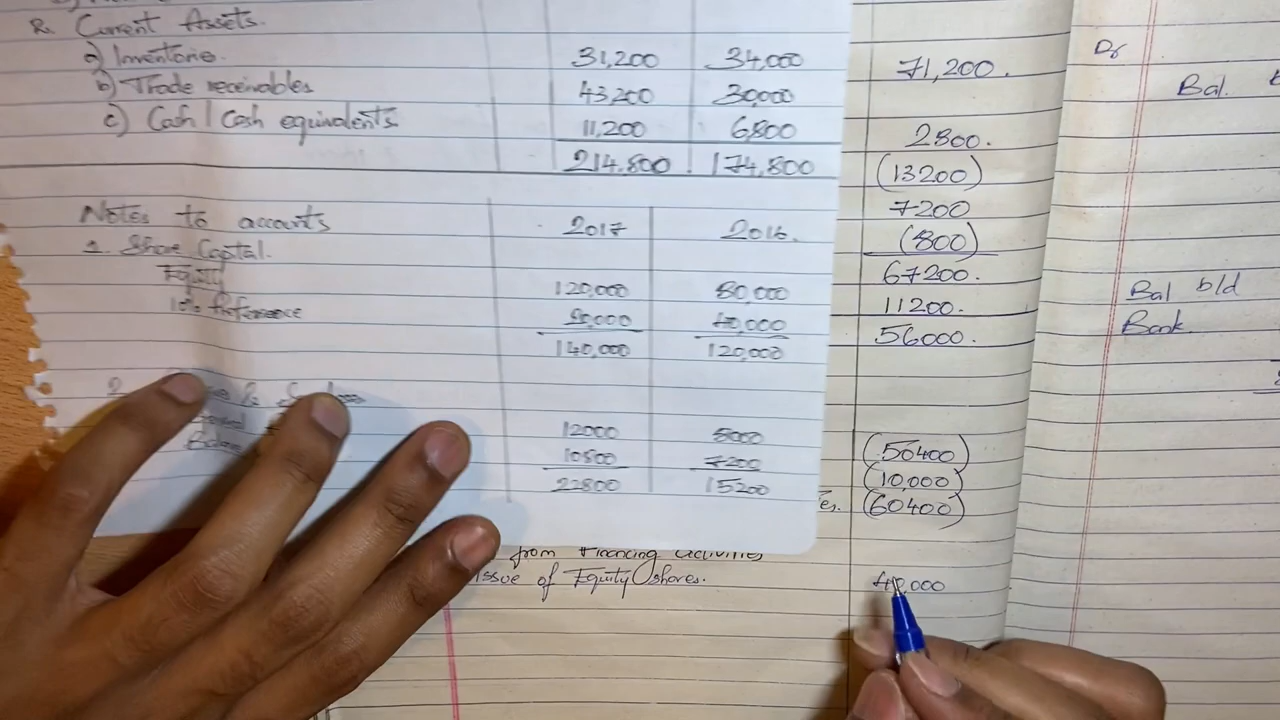 2. Current Assets.
a) Inventories. 31,200 34,000
b) Trade receivables 43,200 30,000
c) Cash / Cash equivalents 11,200 6,800
214,800 174,800
Notes to accounts 2017 2016.
1. Share Capital.
Equity 120,000 80,000
10% Preference 20,000 40,000
140,000 120,000
2.
12000 8000
10800 7200
22800 15200
71,200.
2800.
(13200)
7200
(800)
67200.
11200.
56000.
(50400)
(10,000)
es. (60400)
from Financing activities
Issue of Equity shares. 40,000
Dr
Bal.
Bal b/d
Bank.